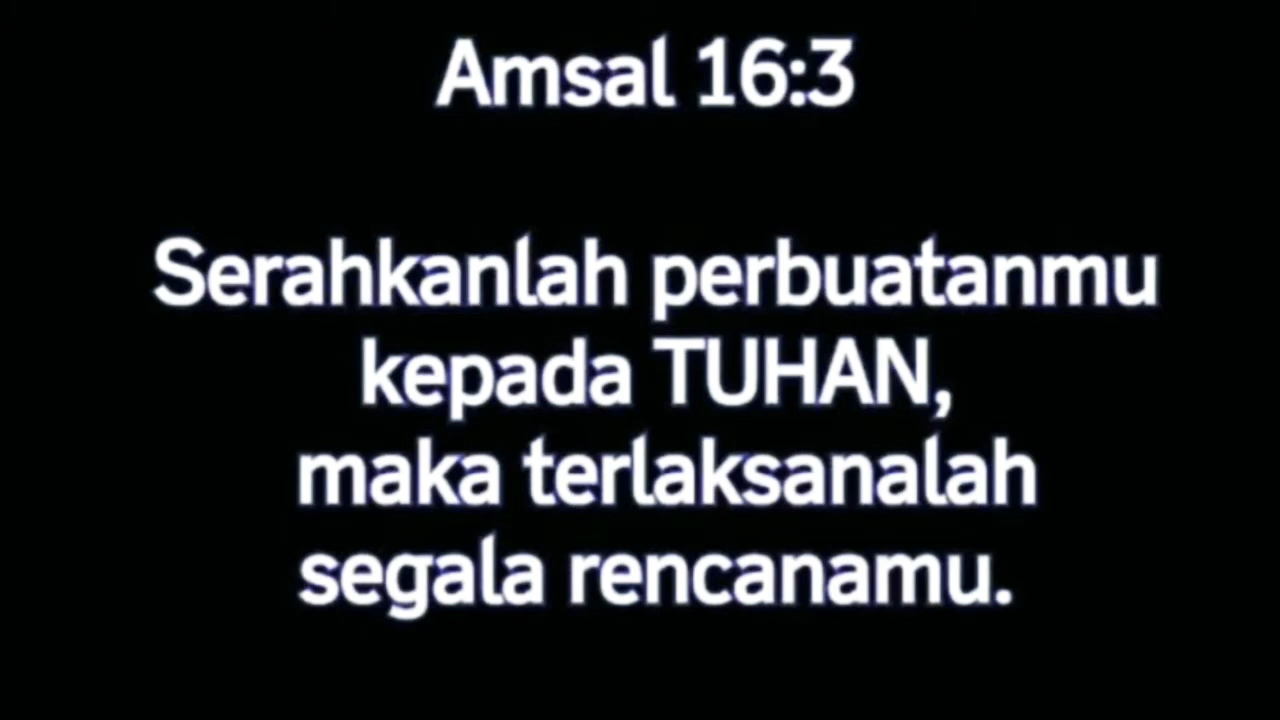 Amsal 16:3
Serahkanlah perbuatanmu
kepada TUHAN,
maka terlaksanalah
segala rencanamu.